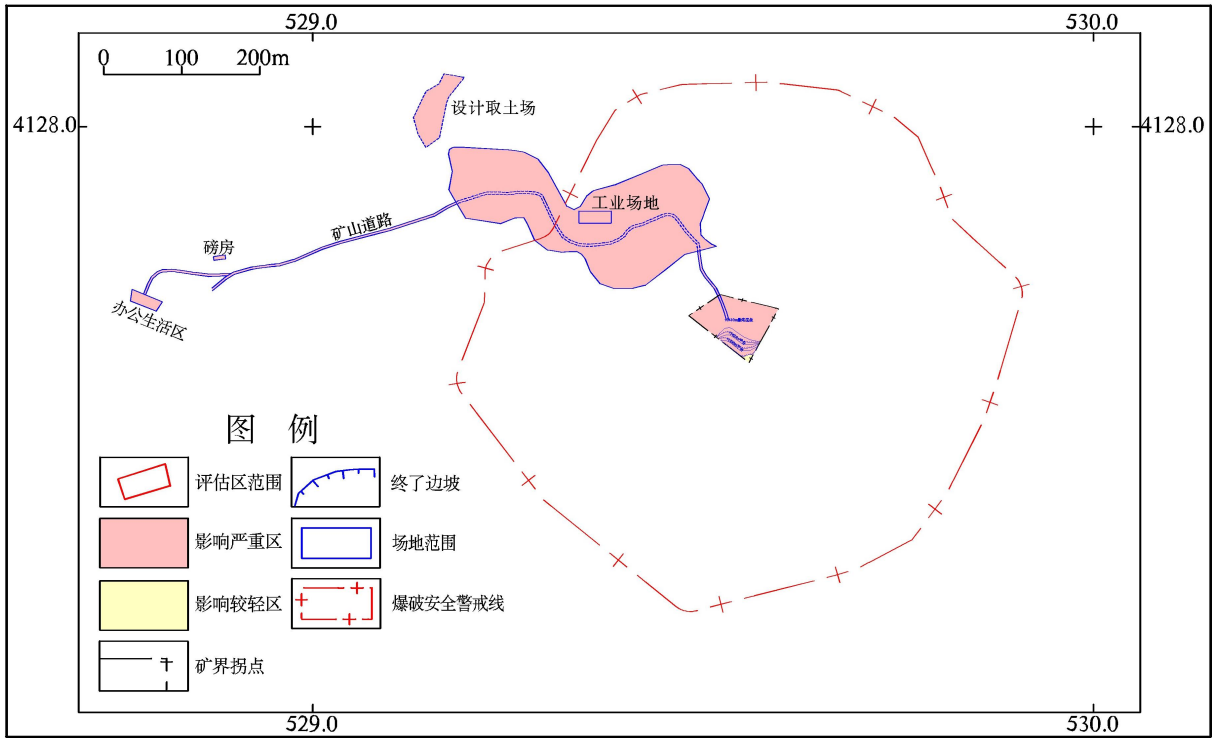 529.0
530.0
0 100 200m
4128.0
4128.0
设计取土场
工业场地
矿山道路
磅房
办公生活区
图 例
评估区范围
终了边坡
影响严重区
场地范围
影响较轻区
爆破安全警戒线
矿界拐点
529.0
530.0